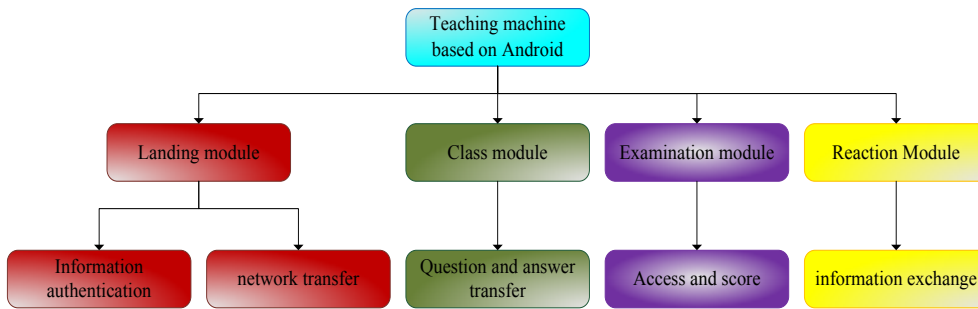 Teaching machine
based on Android
Landing module
Class module
Examination module
Reaction Module
Information
authentication
network transfer
Question and answer
transfer
Access and score
information exchange